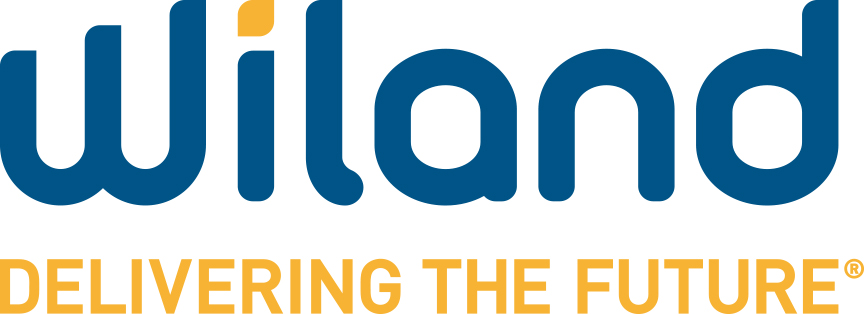 Wiland
DELIVERING THE FUTURE®